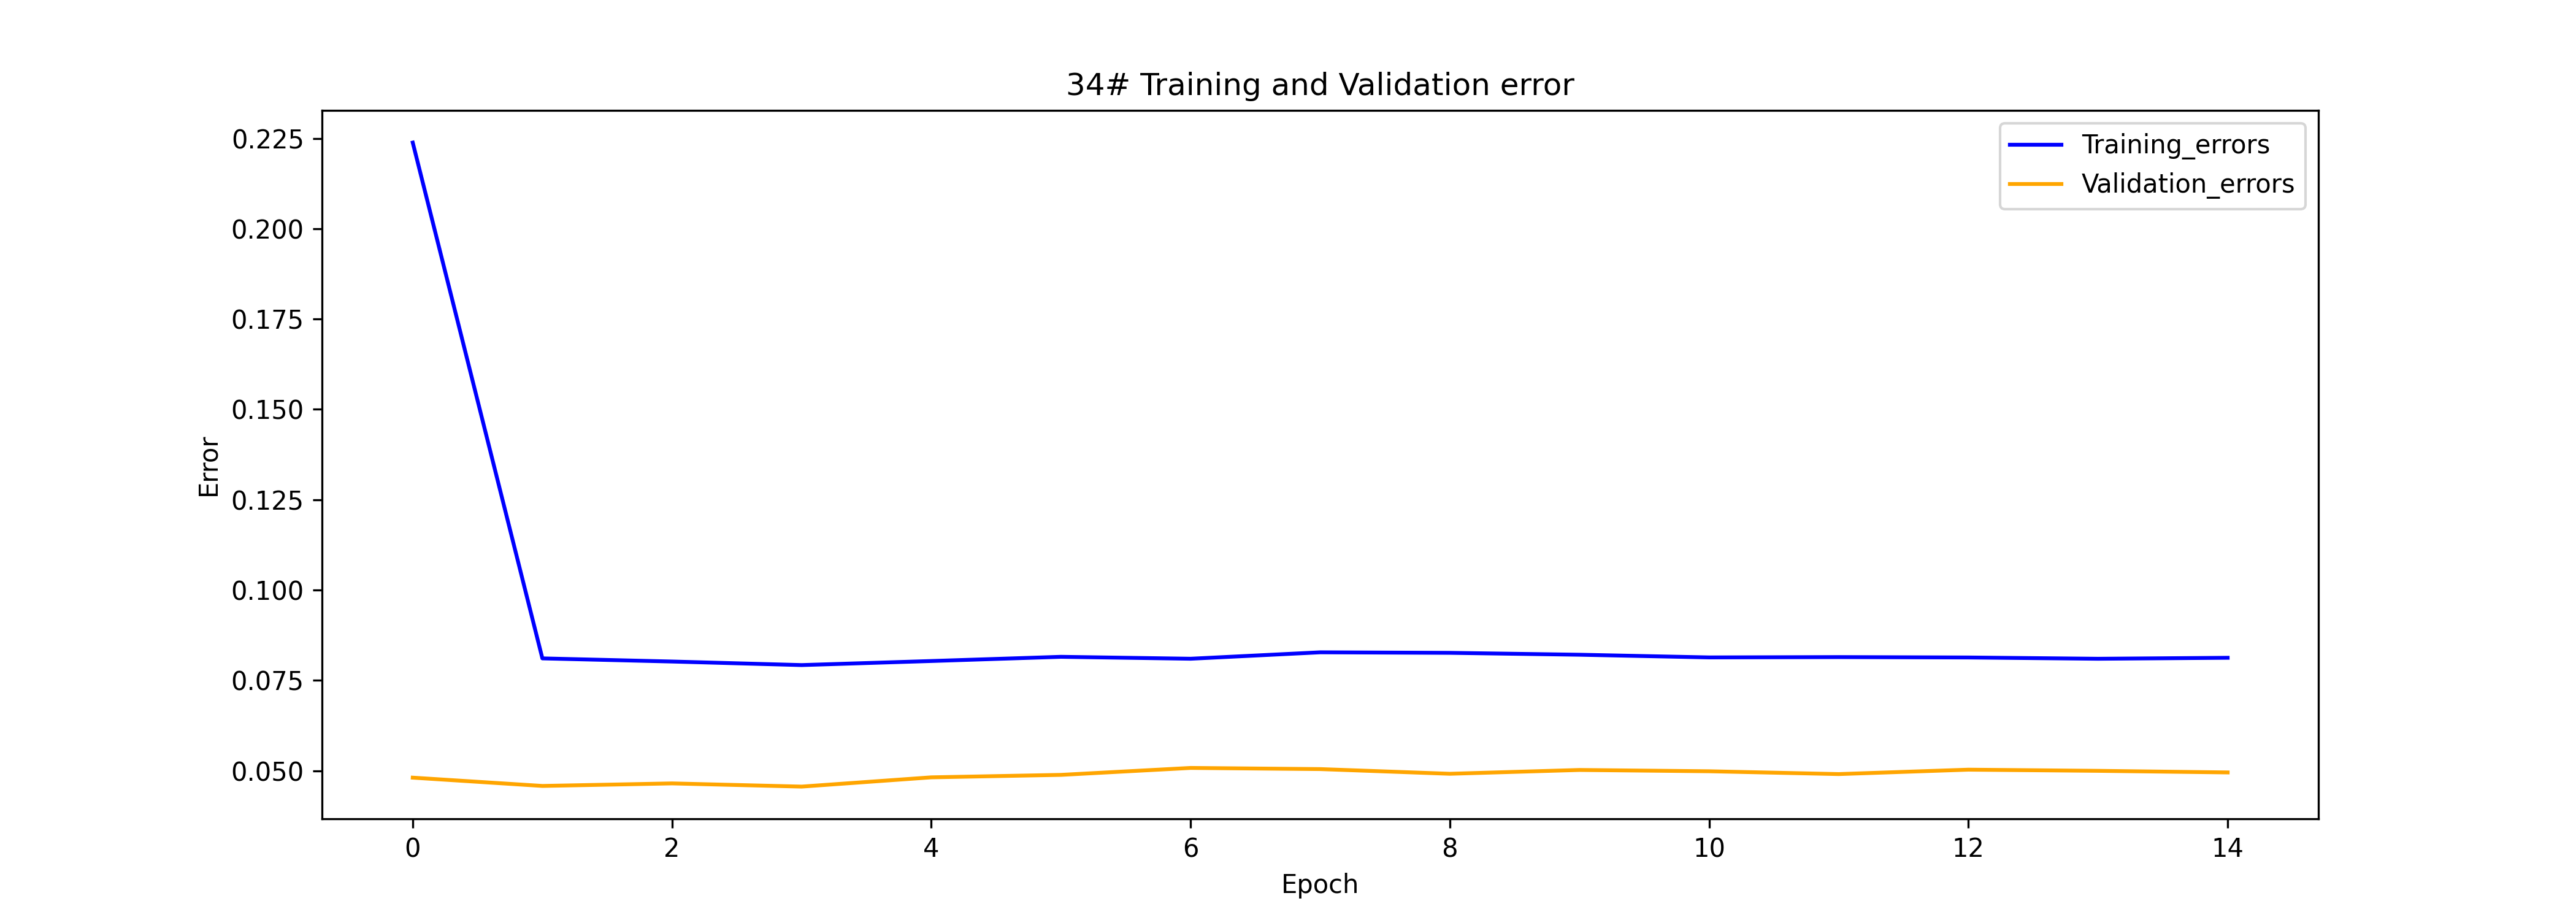 34# Training and Validation error
Training_errors
Validation_errors
0.225
0.200
0.175
0.150
0.125
0.100
0.075
0.050
Error
0 2 4 6 8 10 12 14
Epoch